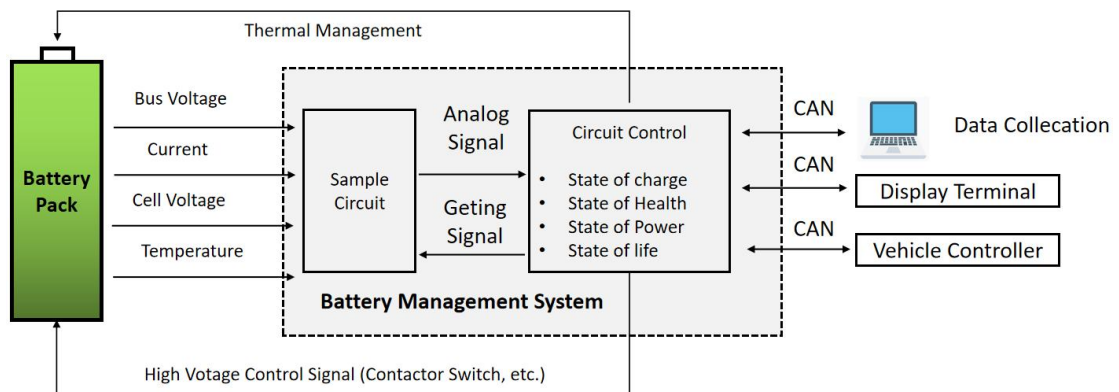 Thermal Management
Battery
Pack
Bus Voltage
Current
Cell Voltage
Temperature
Sample
Circuit
Analog
Signal
Geting
Signal
Circuit Control
• State of charge
• State of Health
• State of Power
• State of life
Battery Management System
CAN
Data Collecation
CAN
Display Terminal
CAN
Vehicle Controller
High Votage Control Signal (Contactor Switch, etc.)